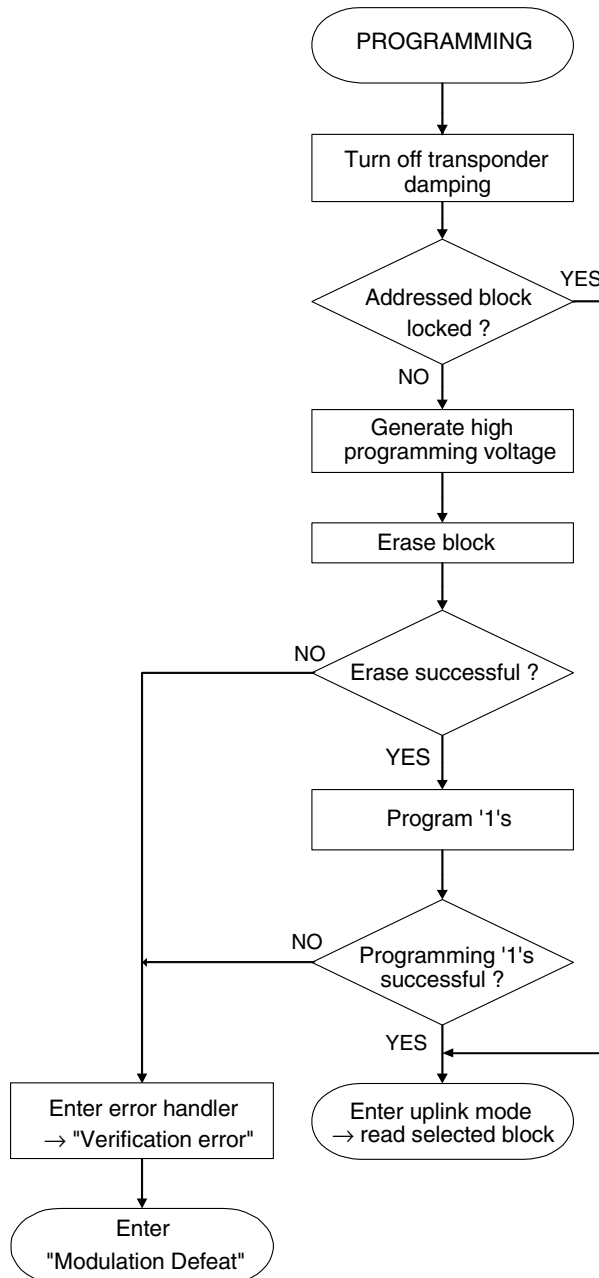 PROGRAMMING
Turn off transponder
damping
YES
Addressed block
locked ?
NO
Generate high
programming voltage
Erase block
NO
Erase successful ?
YES
Program '1's
NO
Programming '1's
successful ?
YES
Enter error handler
→ "Verification error"
Enter uplink mode
→ read selected block
Enter
"Modulation Defeat"